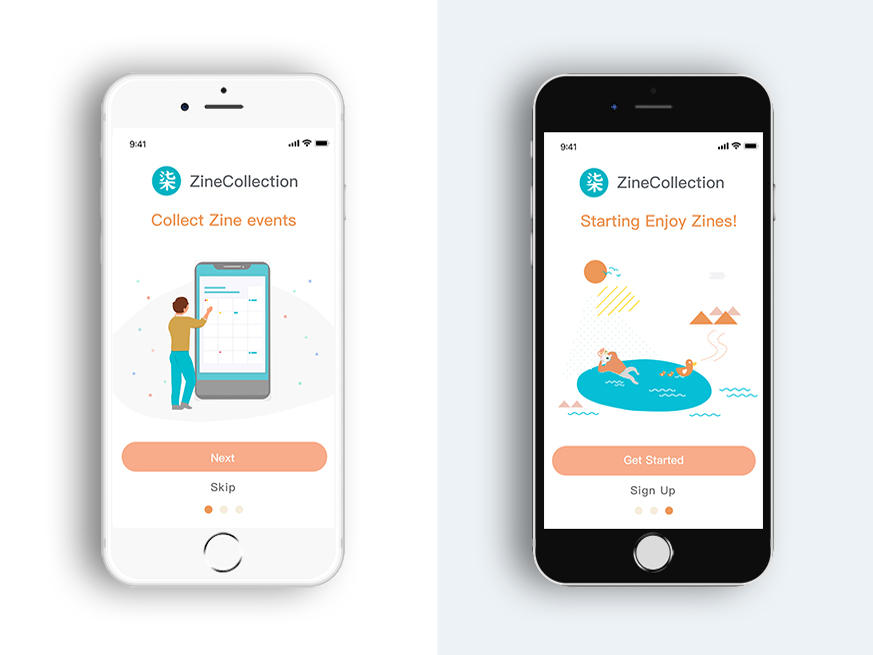 9:41
柒 ZineCollection
Collect Zine events
Next
Skip
9:41
柒 ZineCollection
Starting Enjoy Zines!
Get Started
Sign Up